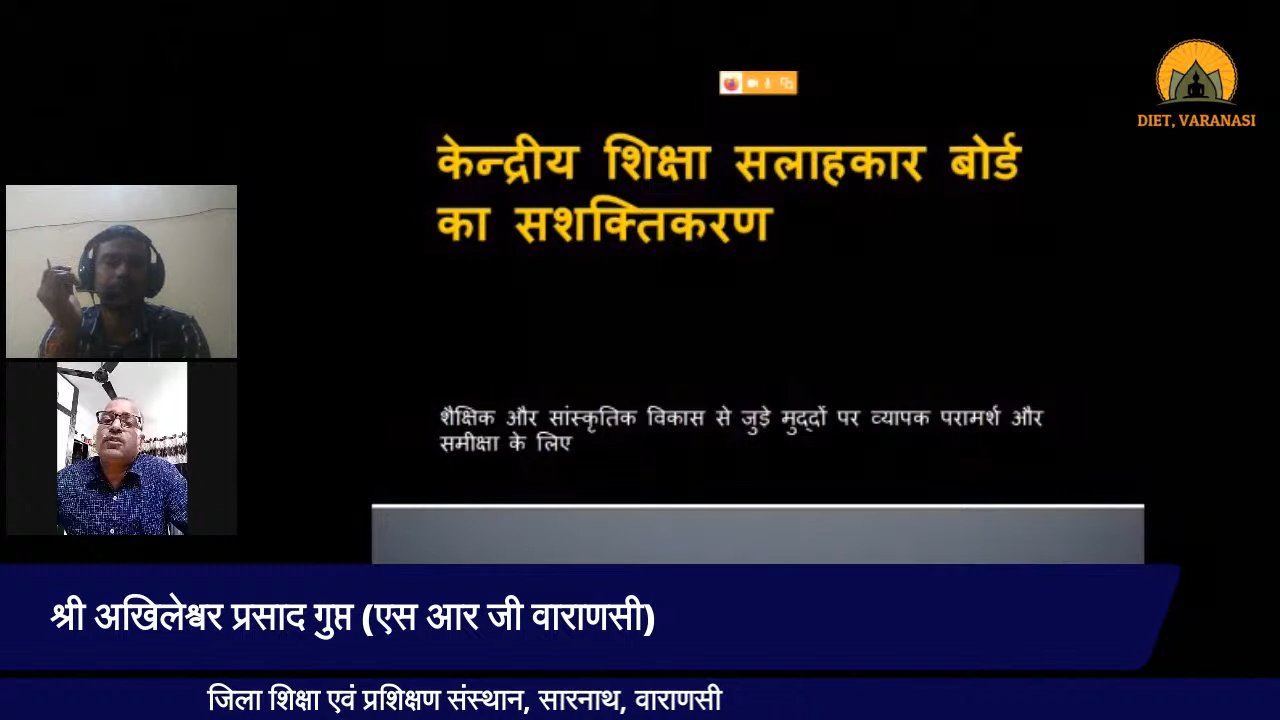 DIET, VARANASI
केन्द्रीय शिक्षा सलाहकार बोर्ड
का सशक्तिकरण
शैक्षिक और सांस्कृतिक विकास से जुड़े मुद्दों पर व्यापक परामर्श और
समीक्षा के लिए
श्री अखिलेश्वर प्रसाद गुप्त (एस आर जी वाराणसी)
जिला शिक्षा एवं प्रशिक्षण संस्थान, सारनाथ, वाराणसी